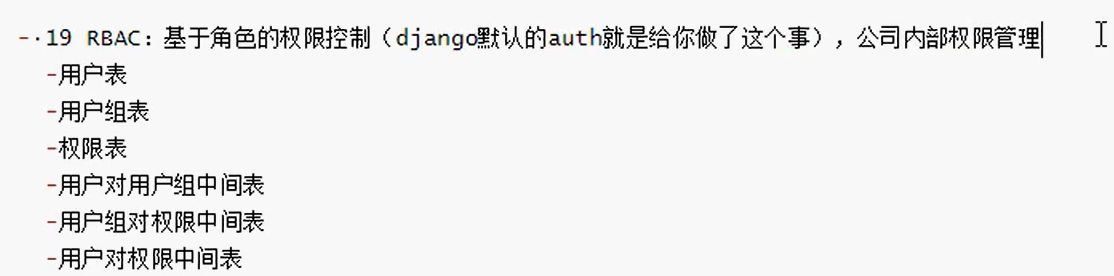 -·19 RBAC：基于角色的权限控制（django默认的auth就是给你做了这个事），公司内部权限管理
-用户表
-用户组表
-权限表
-用户对用户组中间表
-用户组对权限中间表
-用户对权限中间表